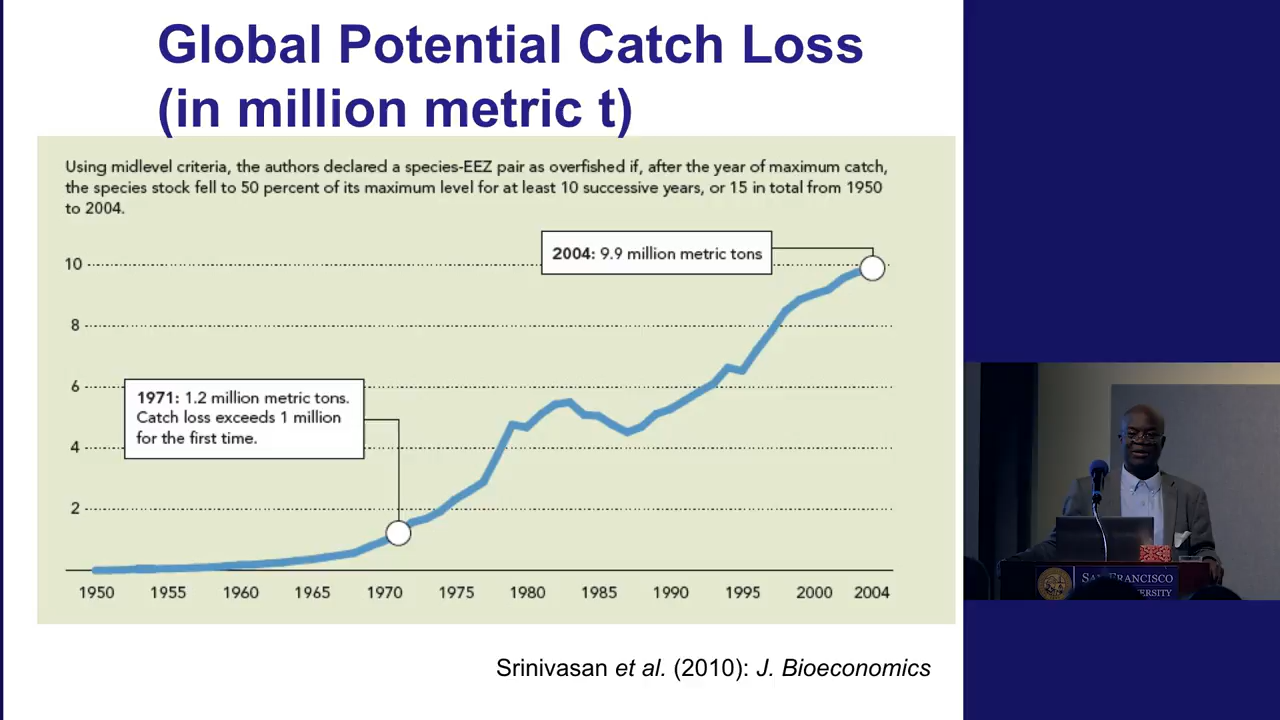 Global Potential Catch Loss
(in million metric t)
Using midlevel criteria, the authors declared a species-EEZ pair as overfished if, after the year of maximum catch,
the species stock fell to 50 percent of its maximum level for at least 10 successive years, or 15 in total from 1950
to 2004.
2004: 9.9 million metric tons
10
8
6
1971: 1.2 million metric tons.
Catch loss exceeds 1 million
for the first time.
4
2
1950 1955 1960 1965 1970 1975 1980 1985 1990 1995 2000 2004
SAN FRANCISCO
Srinivasan et al. (2010): J. Bioeconomics